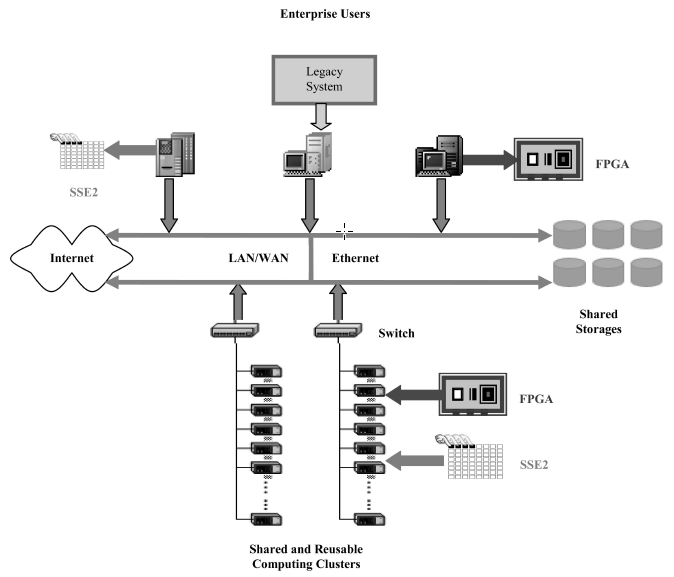 Enterprise Users
Legacy
System
SSE2
FPGA
Internet
LAN/WAN
Ethernet
Shared
Storages
Switch
FPGA
SSE2
Shared and Reusable
Computing Clusters